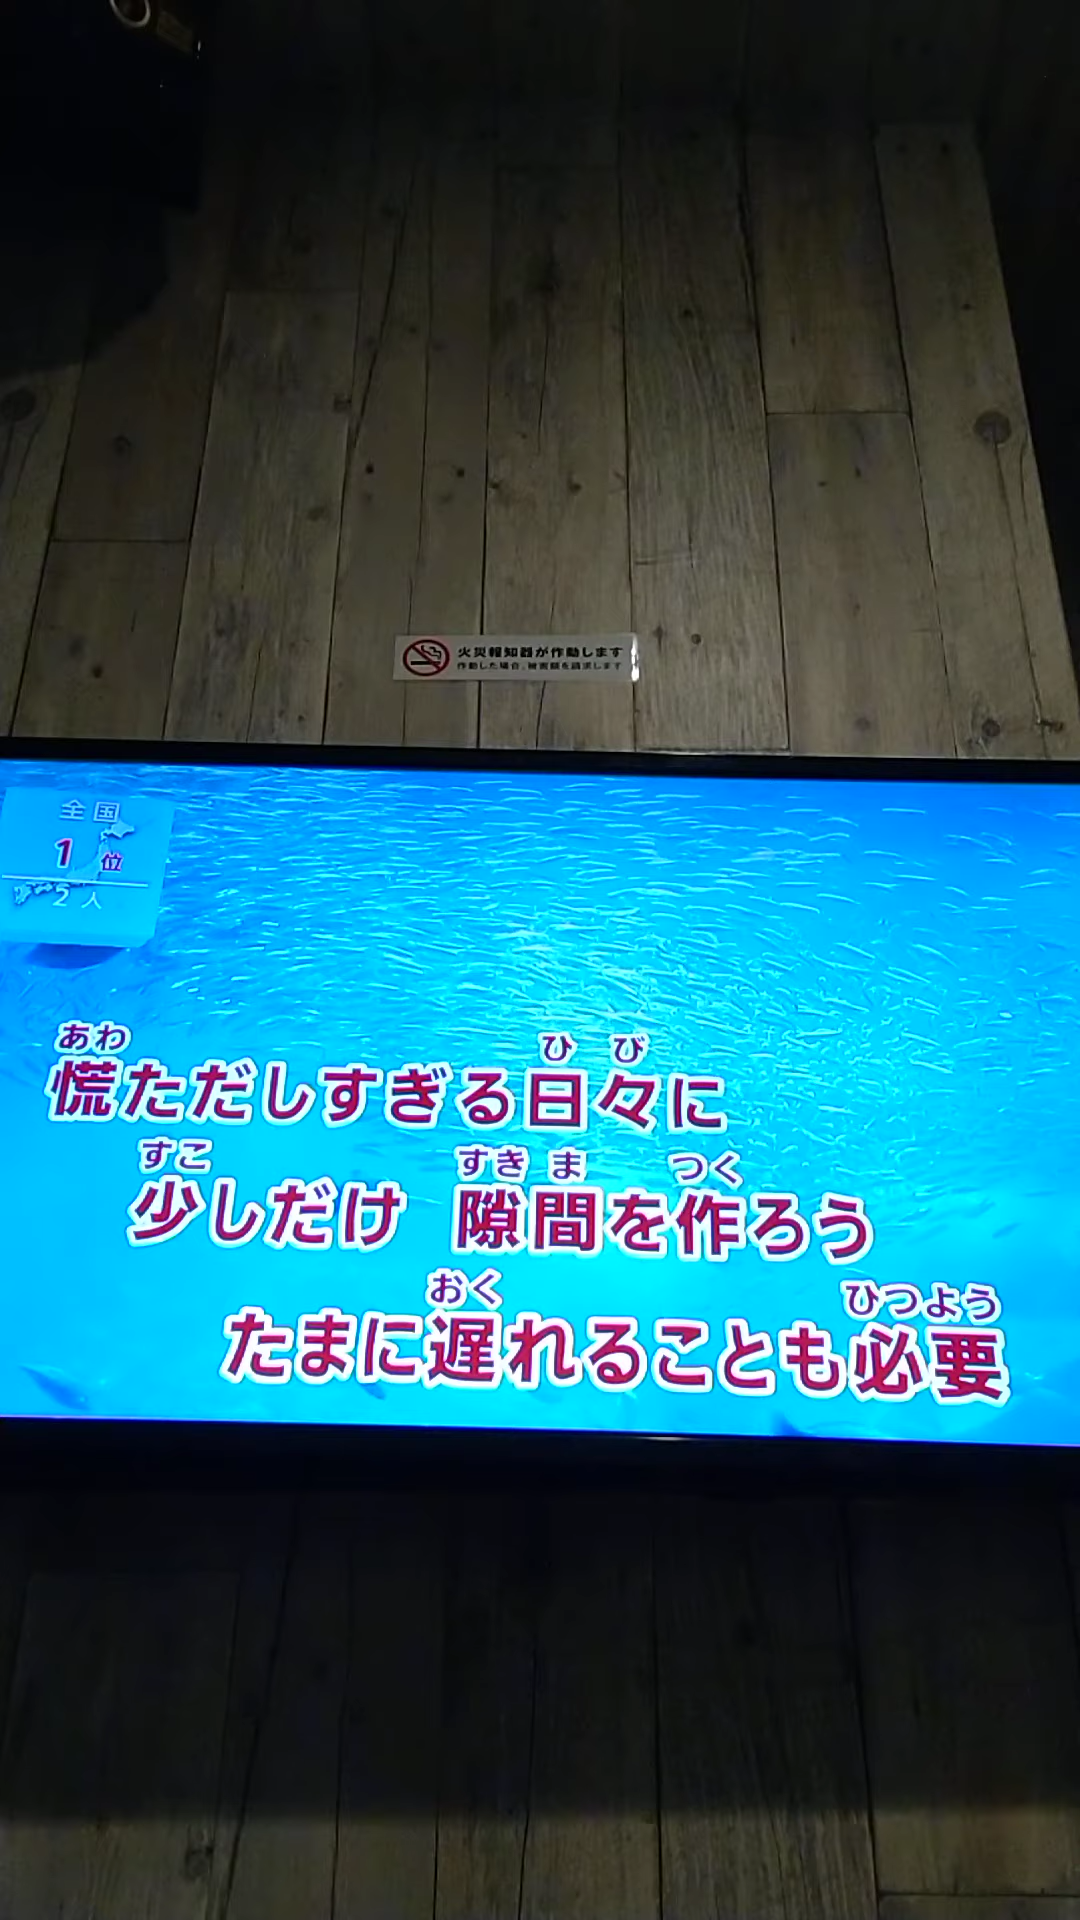 火災報知器が作動します
作動した場合、被害額を請求します
全国
1位
2人
あわ ひび
慌ただしすぎる日々に
すこ すきま つく
少しだけ 隙間を作ろう
おく ひつよう
たまに遅れることも必要